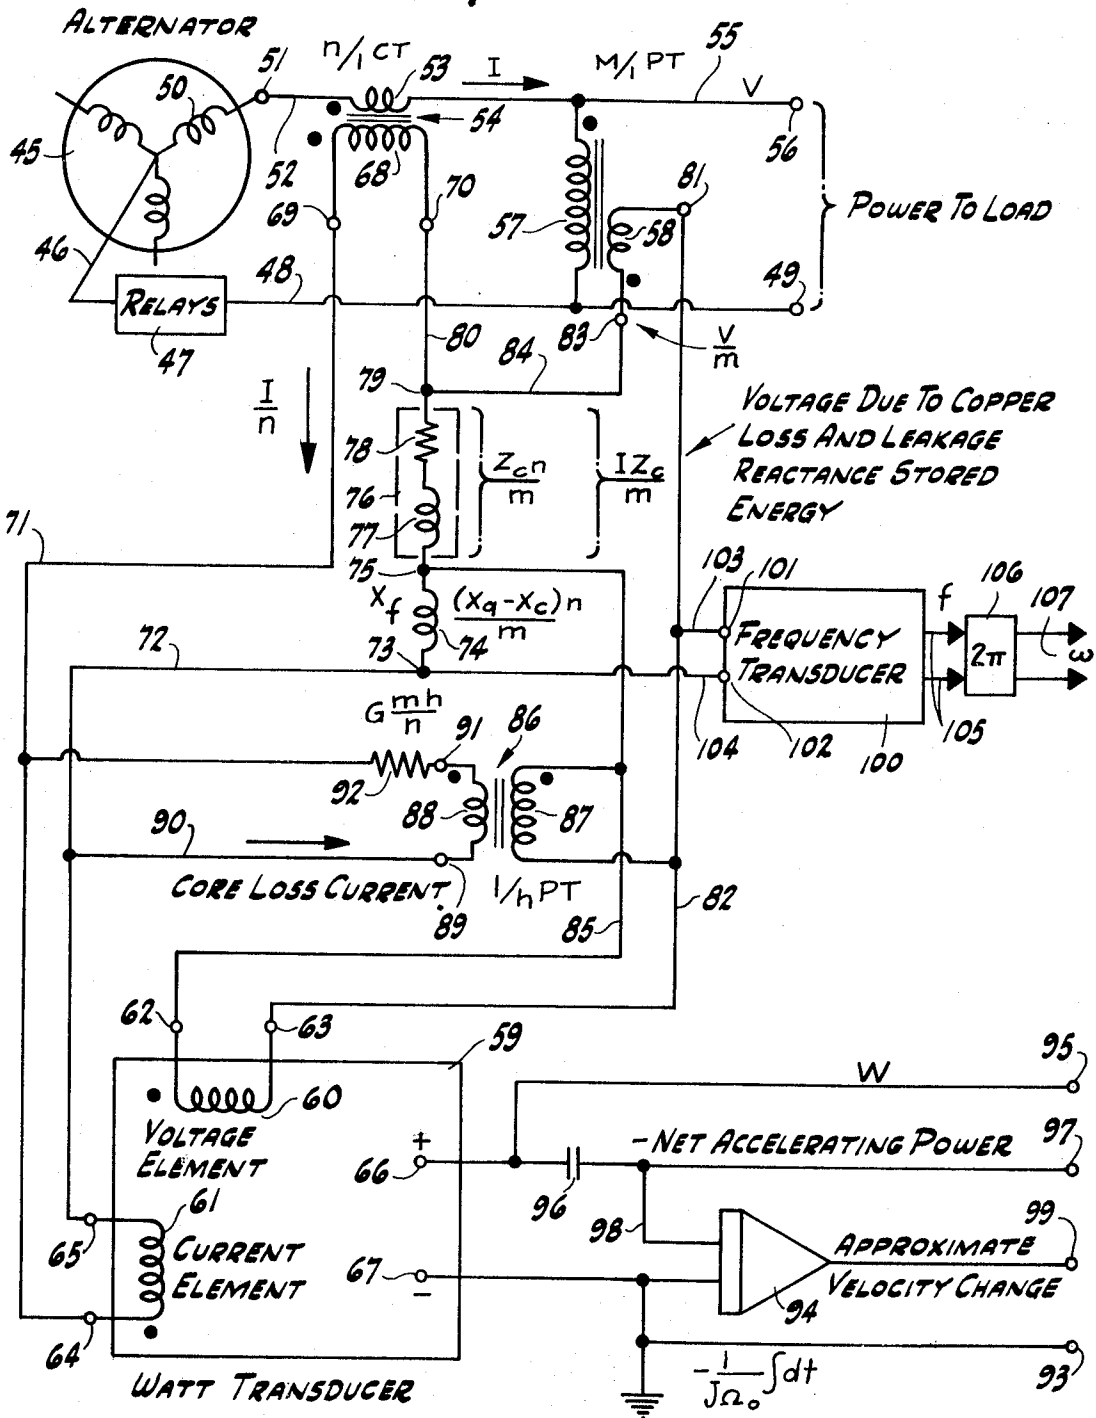 ALTERNATOR
n/1 CT
M/1 PT
51
50
53
I
55
V
54
56
45
52
68
81
69
70
57
58
POWER TO LOAD
46
48
49
RELAYS
47
80
83
V/m
84
79
I/n
78
Zcn/m
IZc/m
VOLTAGE DUE TO COPPER
LOSS AND LEAKAGE
REACTANCE STORED
ENERGY
76
77
71
75
103
101
106
107
Xf
(Xq-Xc)n/m
f
FREQUENCY
TRANSDUCER
2π
ω
72
73
74
G mh/n
104
102
100
105
91
86
92
88
87
90
CORE LOSS CURRENT
1/h PT
89
85
82
62
63
59
95
W
60
VOLTAGE
ELEMENT
+
66
-NET ACCELERATING POWER
97
96
98
61
65
CURRENT
ELEMENT
67
-
APPROXIMATE
99
VELOCITY CHANGE
94
64
-1/JΩo ∫dt
93
WATT TRANSDUCER